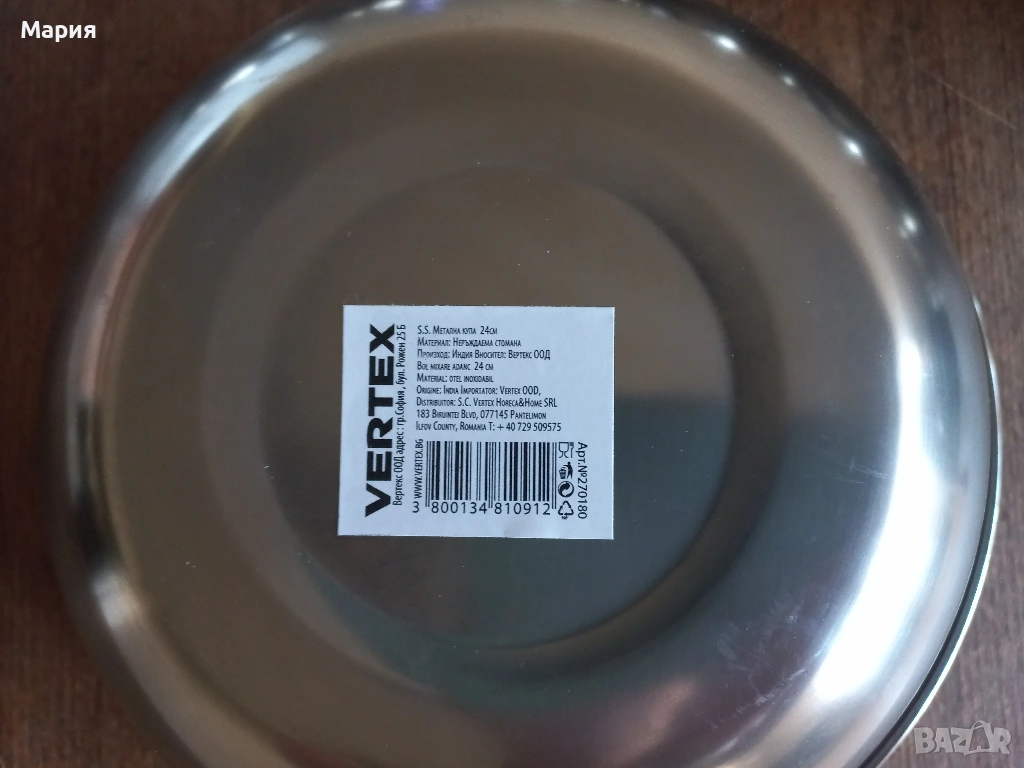 Мария
VERTEX
Вертекс ООД адрес : гр.София , бул. Рожен 25 Б
S.S. Метална купа 24см
Материал: Неръждаема стомана
Произход: Индия Вносител: Вертекс ООД
Bol mixare adanc 24 cm
Material: otel inoxidabil
Origine: India Importator: Vertex OOD,
Distribuitor: S.C. Vertex Horeca&Home SRL
183 Biruintei Blvd, 077145 Pantelimon
Ilfov County, Romania T: + 40 729 509575
WWW.VERTEX.BG
3 800134 810912
Арт.№270180
BAZAR